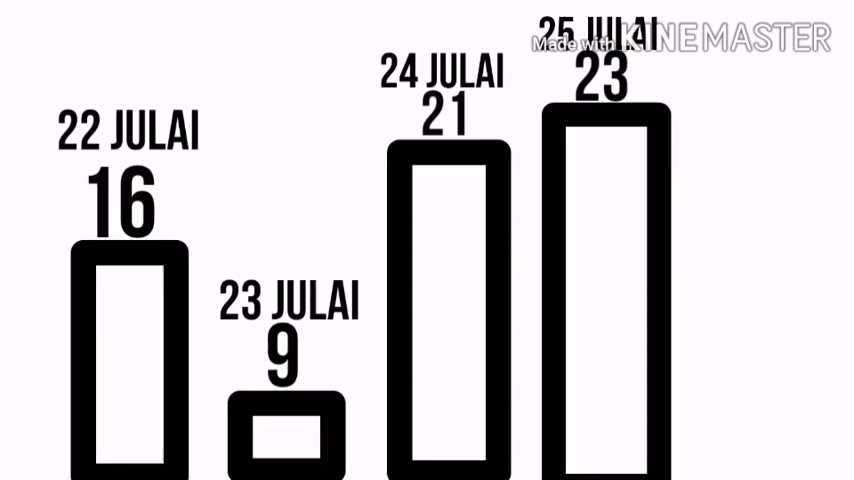 22 JULAI
16
23 JULAI
9
24 JULAI
21
25 JULAI
23
Made with KINEMASTER